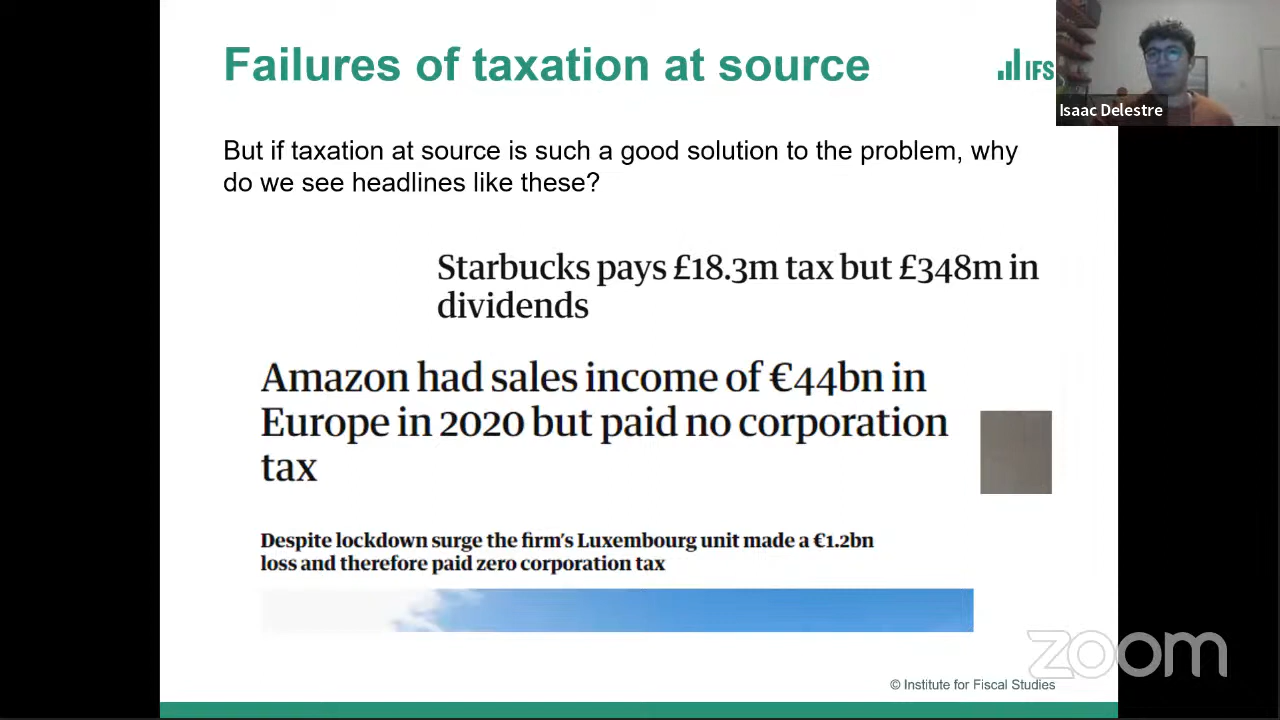 Failures of taxation at source
IFS
Isaac Delestre
But if taxation at source is such a good solution to the problem, why
do we see headlines like these?
Starbucks pays £18.3m tax but £348m in
dividends
Amazon had sales income of €44bn in
Europe in 2020 but paid no corporation
tax
Despite lockdown surge the firm's Luxembourg unit made a €1.2bn
loss and therefore paid zero corporation tax
zoom
© Institute for Fiscal Studies